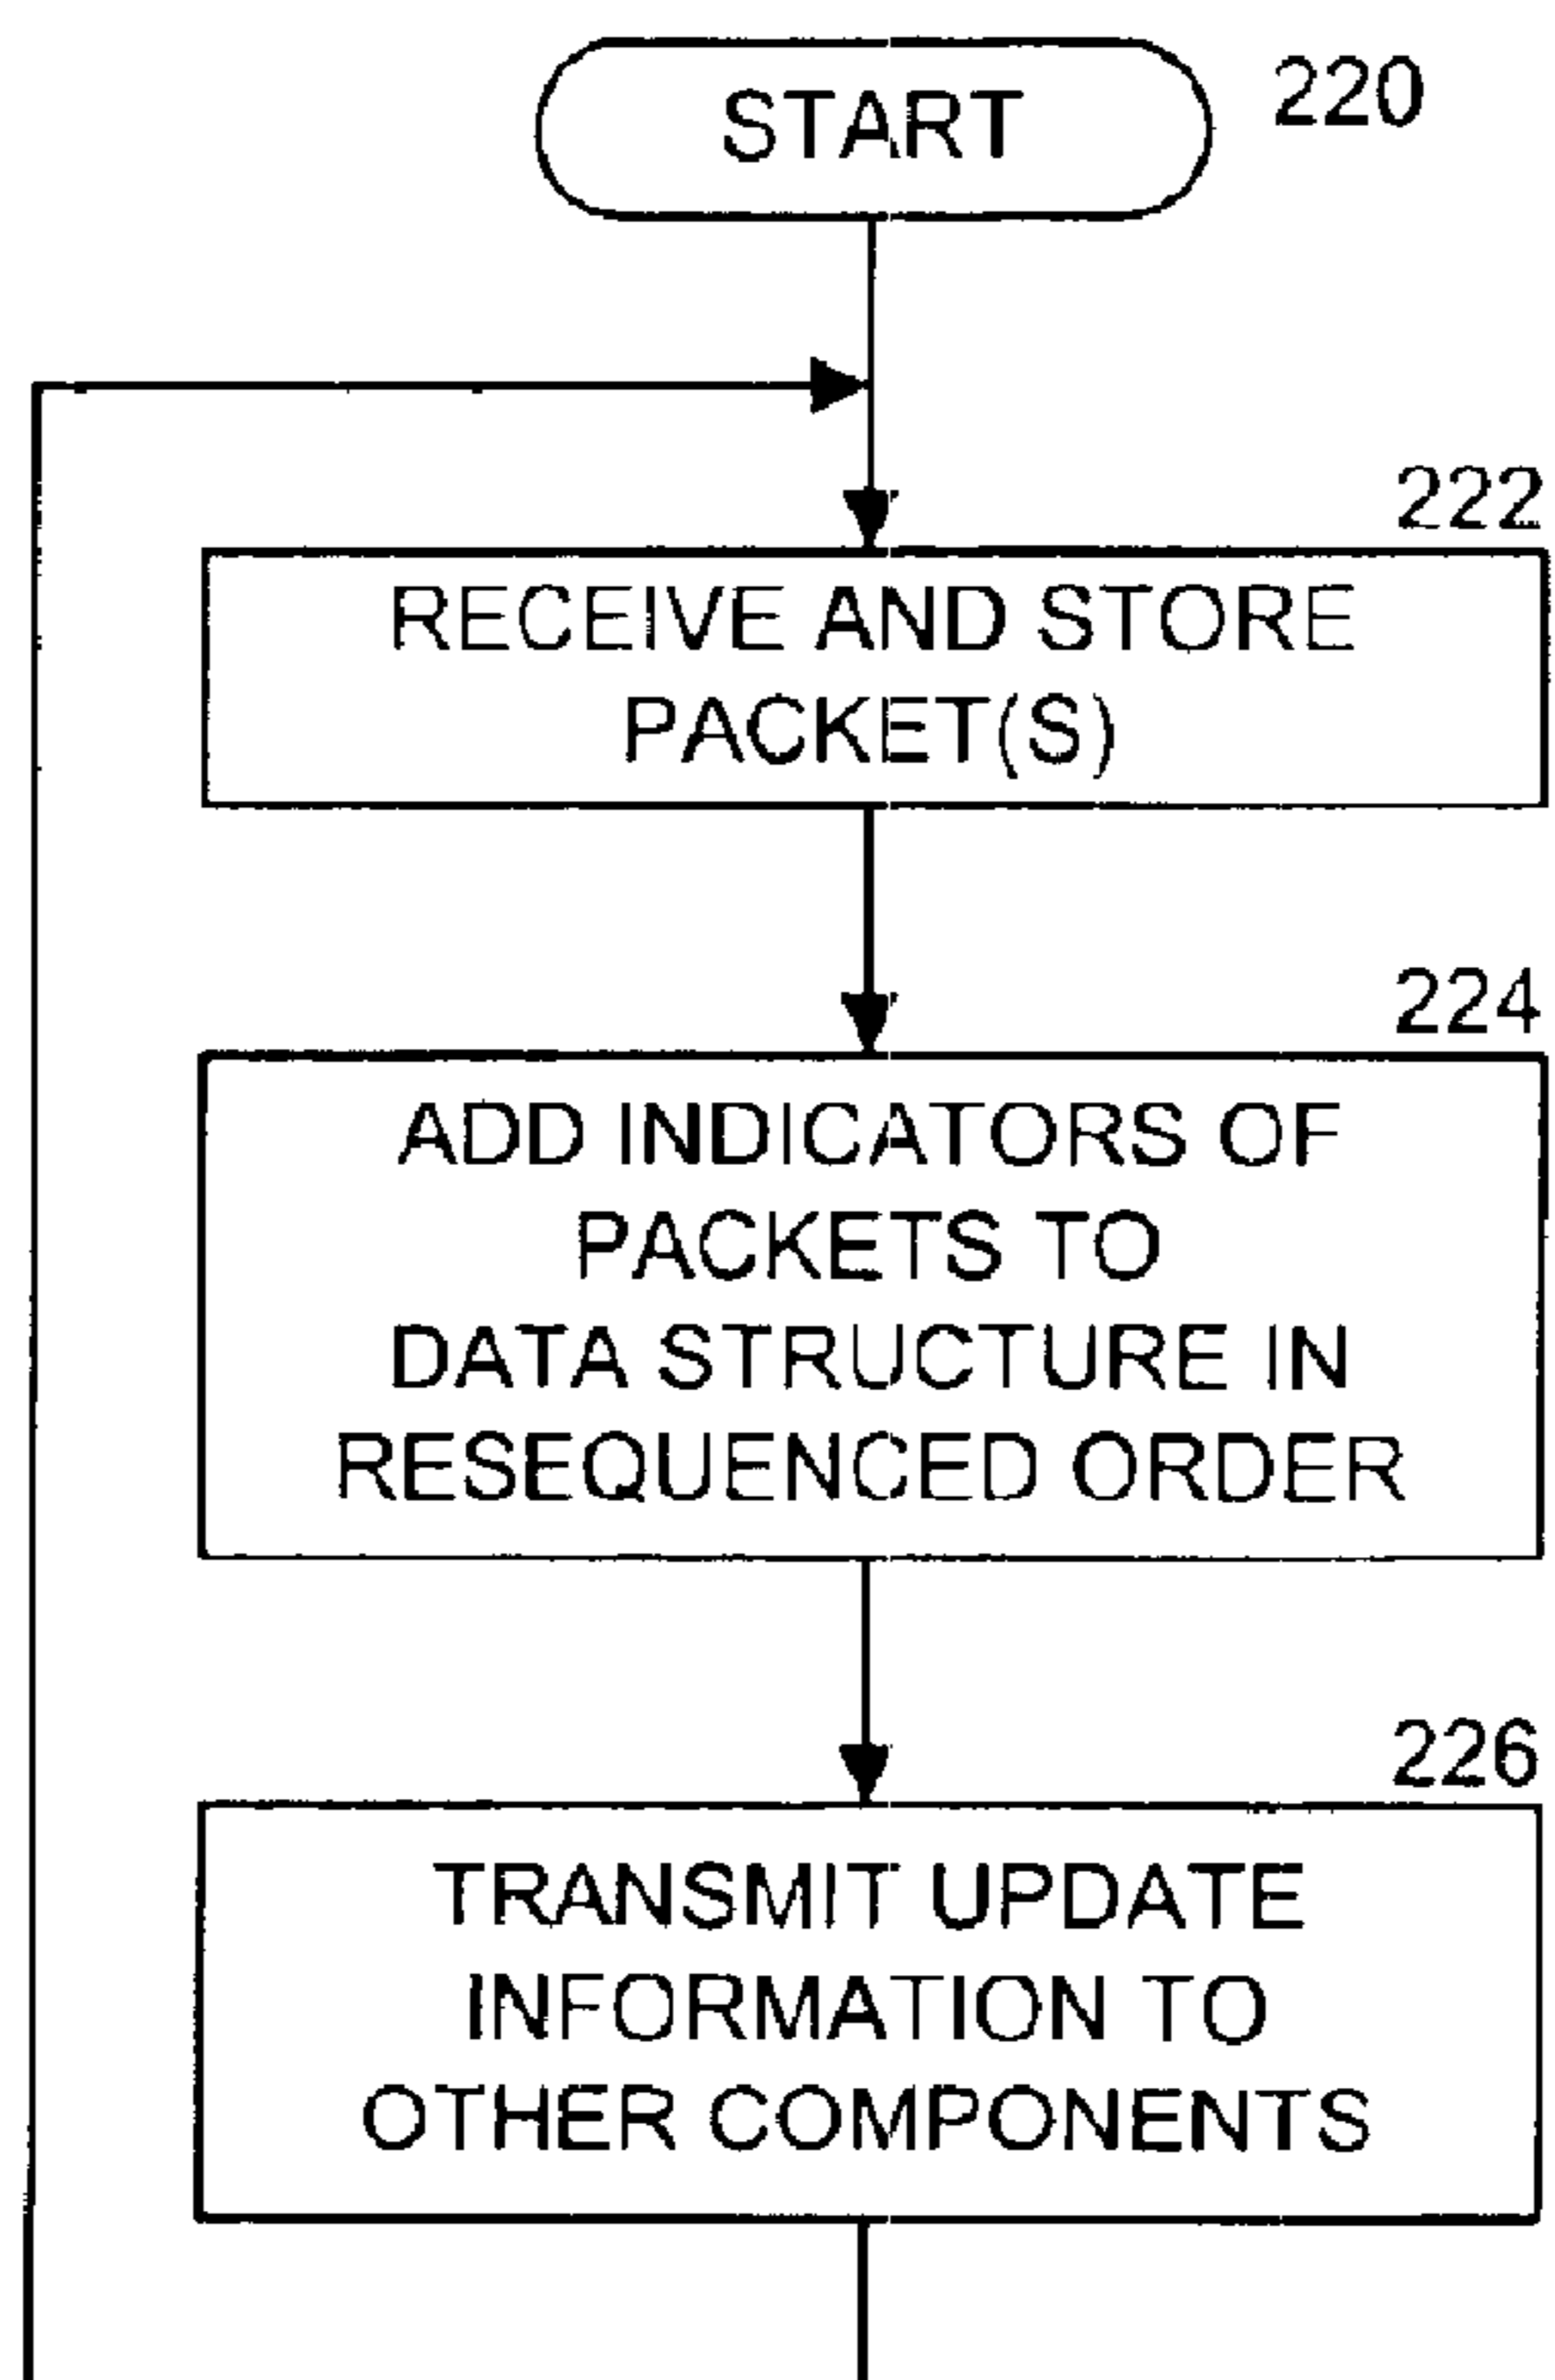 START
220
222
RECEIVE AND STORE
PACKET(S)
224
ADD INDICATORS OF
PACKETS TO
DATA STRUCTURE IN
RESEQUENCED ORDER
226
TRANSMIT UPDATE
INFORMATION TO
OTHER COMPONENTS